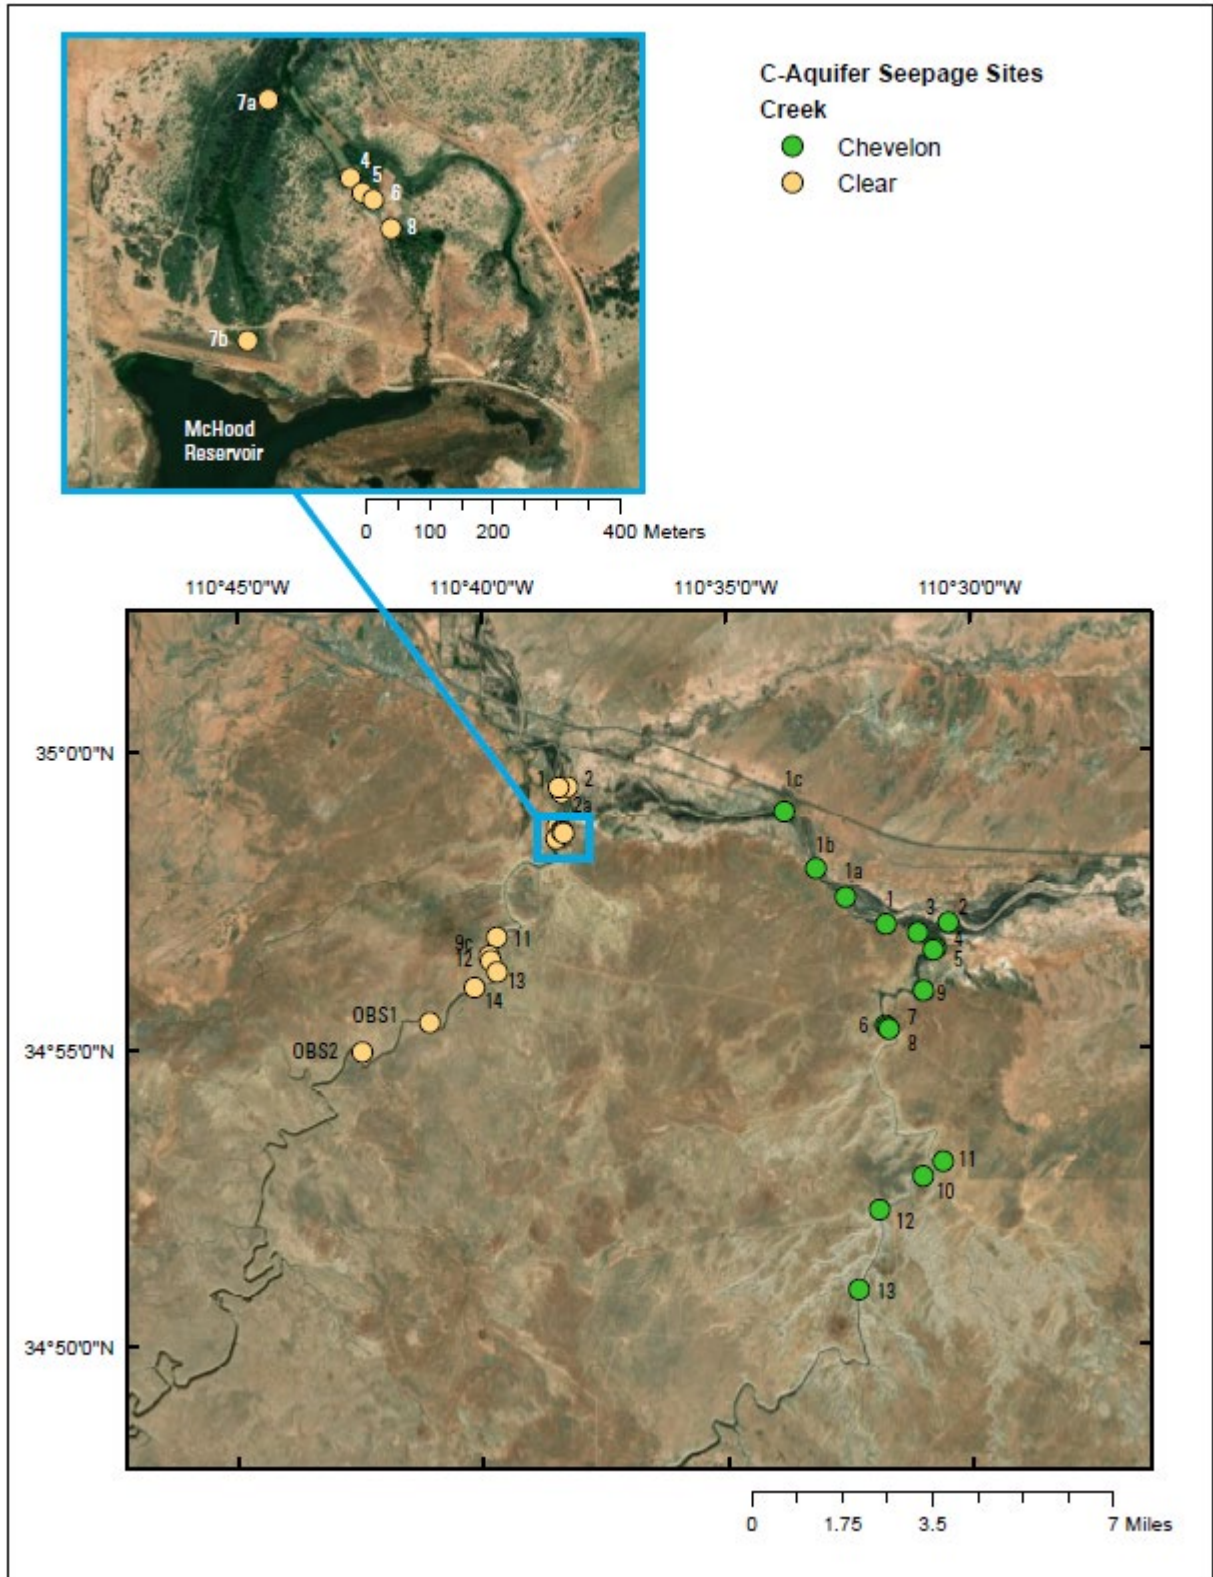 C-Aquifer Seepage Sites
Creek
Chevelon
Clear
7a
4
5
6
8
7b
McHood
Reservoir
0 100 200 400 Meters
110°45'0"W 110°40'0"W 110°35'0"W 110°30'0"W
35°0'0"N
1 2
2a
1c
1b
1a
1 3 2
4
5
9c 11
12
13
14
9
OBS1
7
6
8
OBS2
34°55'0"N
11
10
12
13
34°50'0"N
0 1.75 3.5 7 Miles